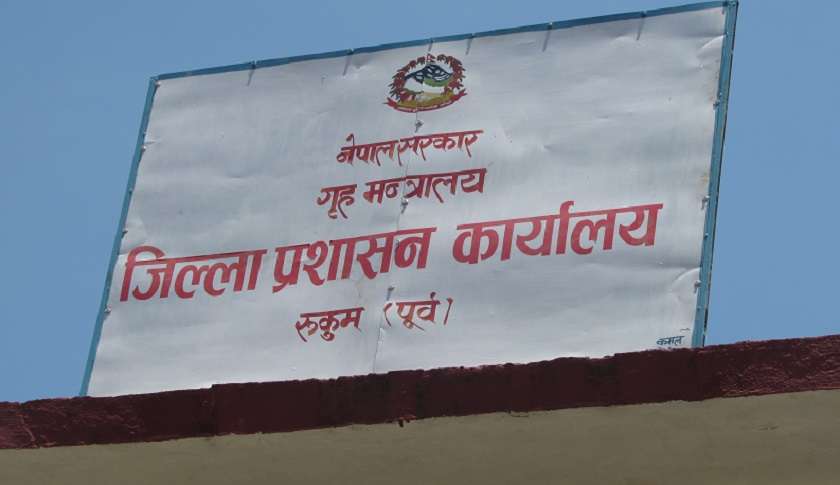 नेपाल सरकार
गृह मन्त्रालय
जिल्ला प्रशासन कार्यालय
रुकुम (पूर्व)
कमल